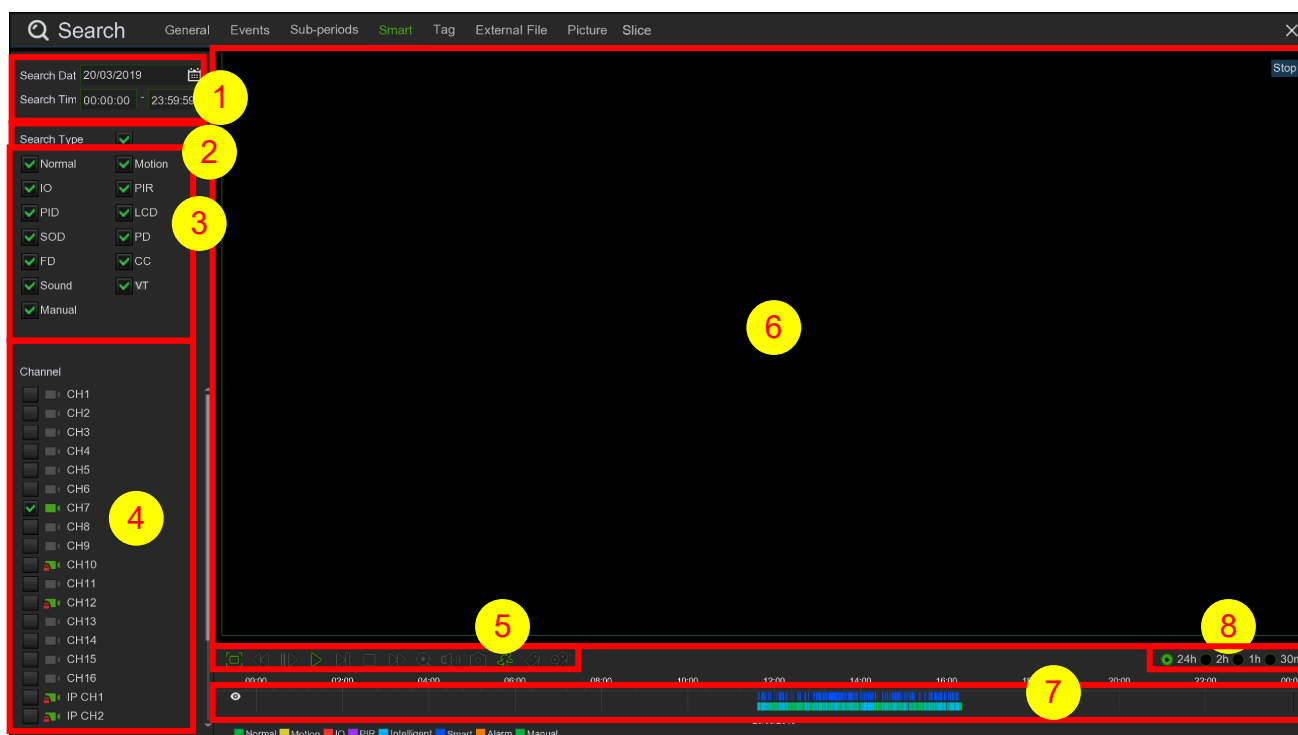 Search General Events Sub-periods Smart Tag External File Picture Slice
Stop
Search Dat 20/03/2019
Search Tim 00:00:00 - 23:59:59
1
Search Type
2
Normal Motion
IO PIR
PID LCD
3
SOD PD
FD CC
Sound VT
Manual
6
Channel
CH1
CH2
CH3
CH4
CH5
CH6
CH7
4
CH8
CH9
CH10
CH11
CH12
CH13
CH14
CH15
CH16
IP CH1
IP CH2
5
8
24h 2h 1h 30m
00:00 02:00 04:00 06:00 08:00 10:00 12:00 14:00 16:00 20:00 22:00
7
Normal Motion IO PIR Intelligent Smart Alarm Manual